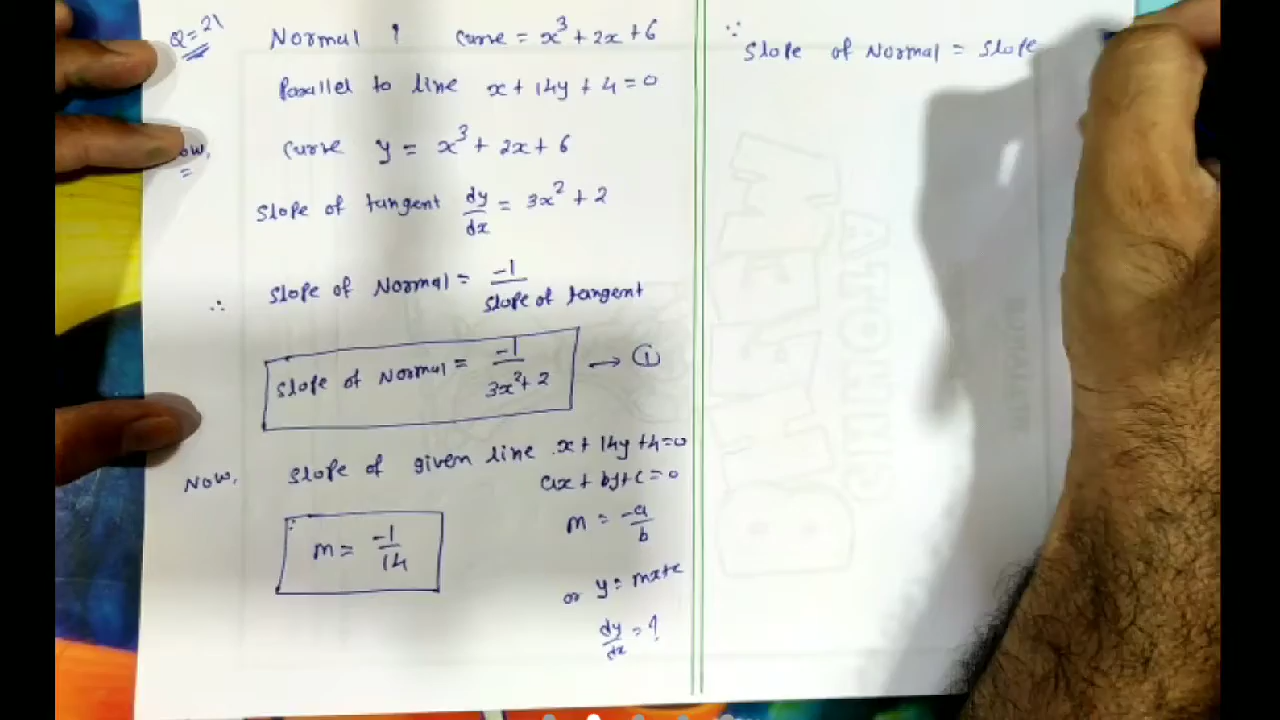 Q=21
Normal ? Curve = x³ + 2x + 6
Parallel to line x + 14y + 4 = 0
Now, Curve y = x³ + 2x + 6
Slope of tangent dy/dx = 3x² + 2
∴ Slope of Normal = -1/Slope of tangent
Slope of Normal = -1/3x²+2 → ①
Now, Slope of given line x + 14y + 4 = 0
ax + by + c = 0
m = -a/b
m = -1/14
or y = mx + c
dy/dx = ?
∵
Slope of Normal = Slope